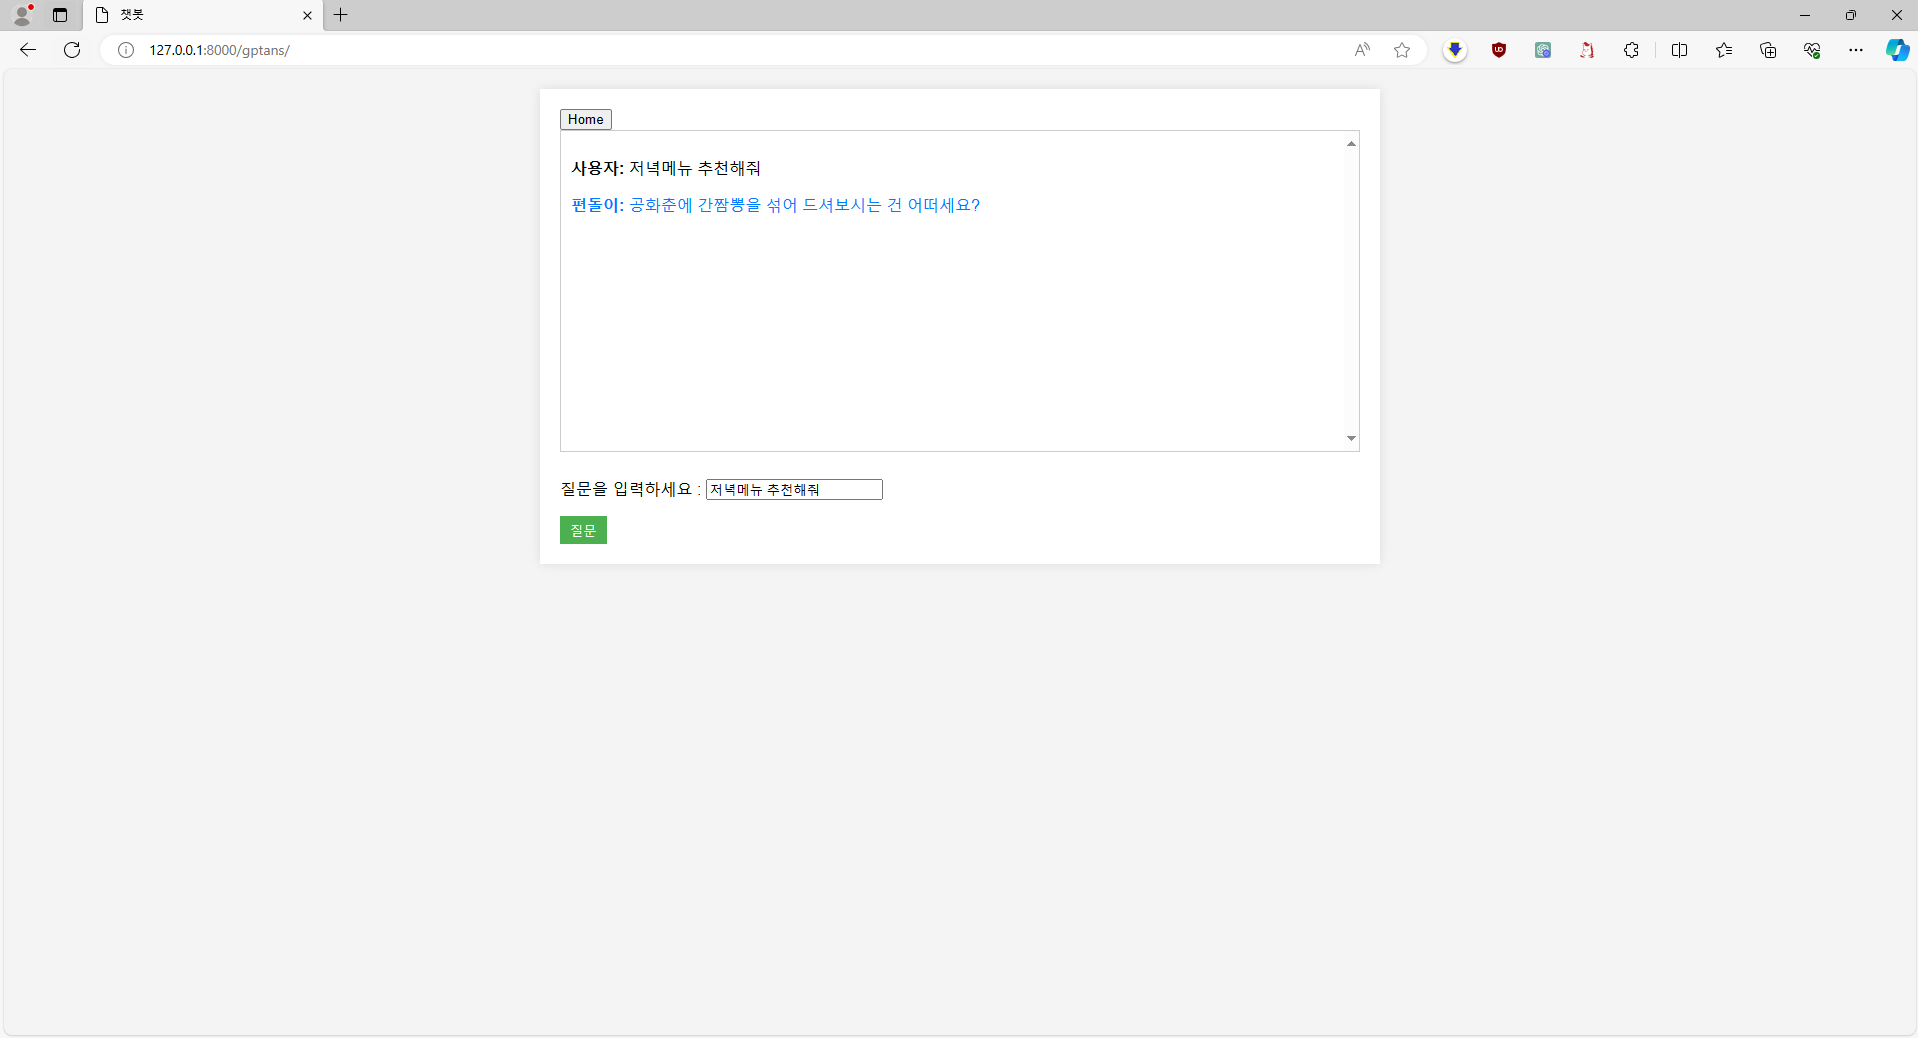 챗봇
127.0.0.1:8000/gptans/
Home
사용자: 저녁메뉴 추천해줘
편돌이: 공화춘에 간짬뽕을 섞어 드셔보시는 건 어떠세요?
질문을 입력하세요 : 저녁메뉴 추천해줘
질문